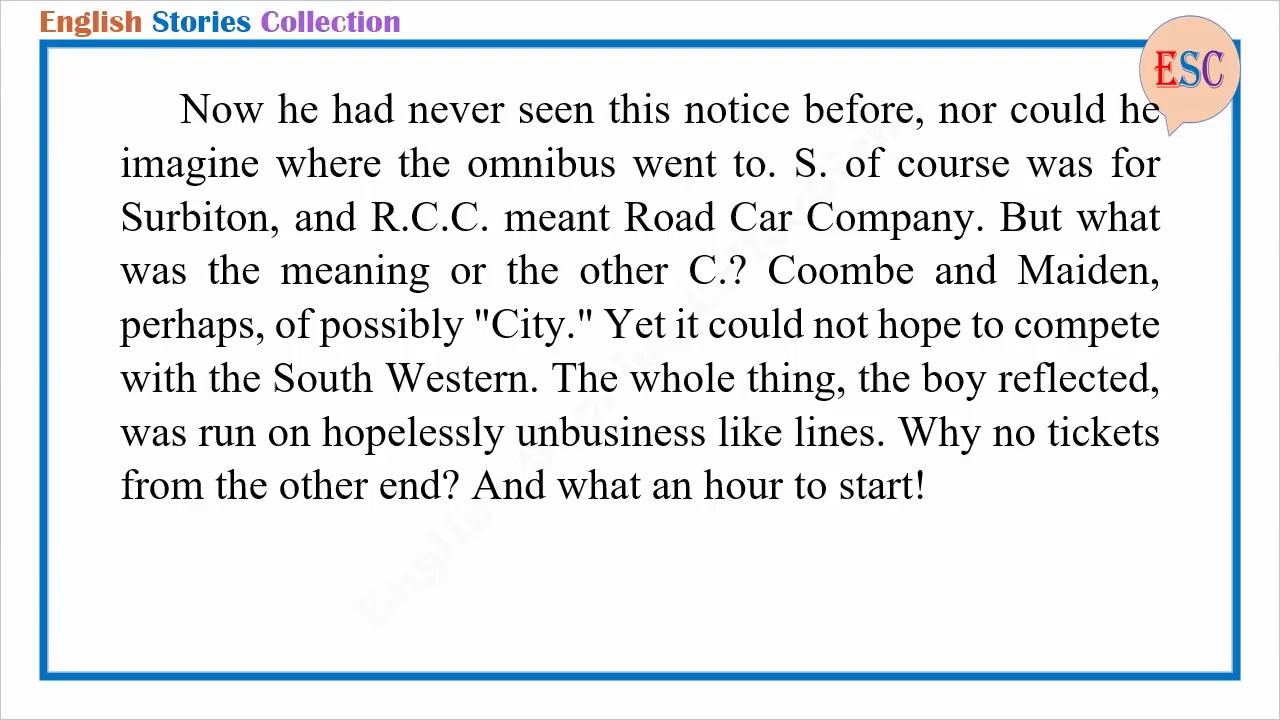 English Stories Collection
ESC
Now he had never seen this notice before, nor could he
imagine where the omnibus went to. S. of course was for
Surbiton, and R.C.C. meant Road Car Company. But what
was the meaning or the other C.? Coombe and Maiden,
perhaps, of possibly "City." Yet it could not hope to compete
with the South Western. The whole thing, the boy reflected,
was run on hopelessly unbusiness like lines. Why no tickets
from the other end? And what an hour to start!